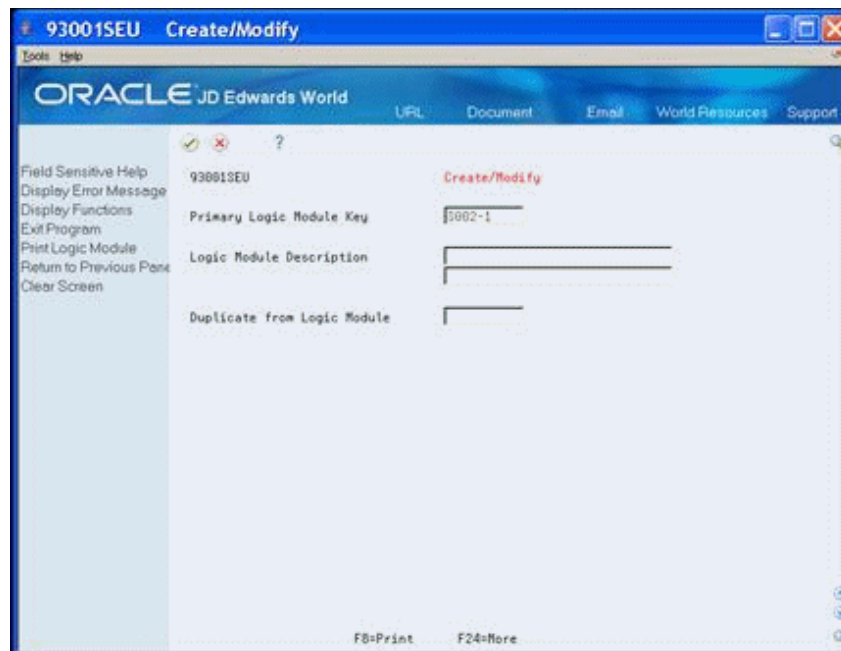 93001SEU Create/Modify
Tools Help
ORACLE JD Edwards World
URL Document Email World Resources Support
?
Field Sensitive Help
Display Error Message
Display Functions
Exit Program
Print Logic Module
Return to Previous Pane
Clear Screen
93001SEU Create/Modify
Primary Logic Module Key S002-1
Logic Module Description
Duplicate from Logic Module
F8=Print F24=More